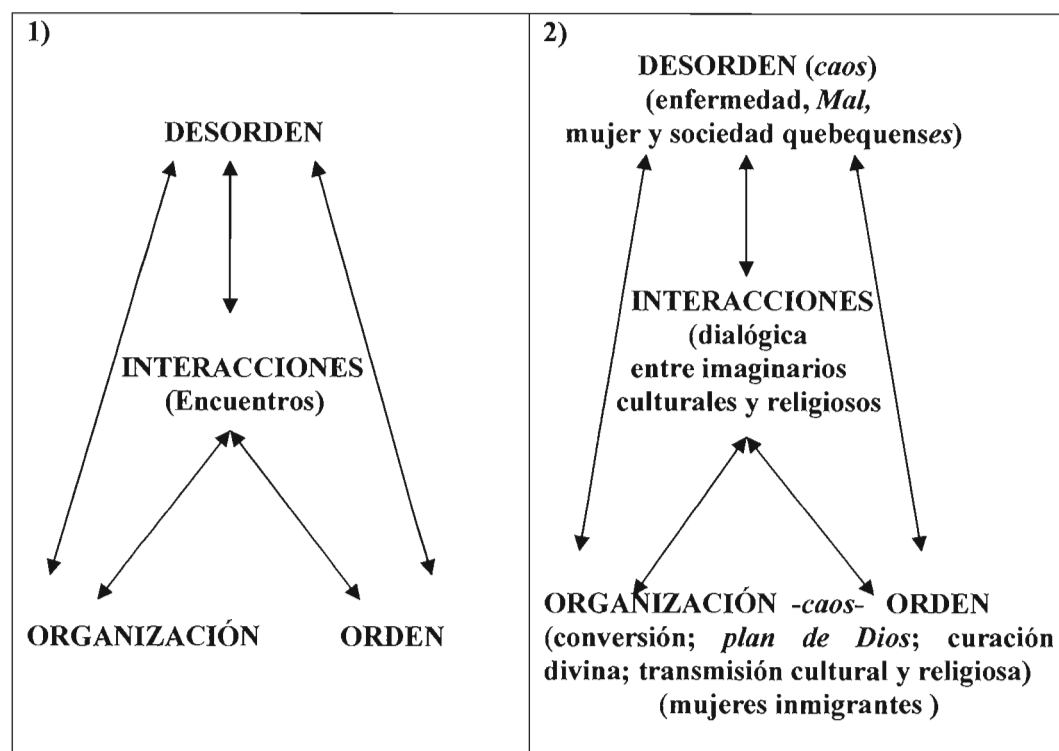 1)
DESORDEN
INTERACCIONES
(Encuentros)
ORGANIZACIÓN ORDEN
2)
DESORDEN (caos)
(enfermedad, Mal,
mujer y sociedad quebequenses)
INTERACCIONES
(dialógica
entre imaginarios
culturales y religiosos
ORGANIZACIÓN -caos- ORDEN
(conversión; plan de Dios; curación
divina; transmisión cultural y religiosa)
(mujeres inmigrantes )